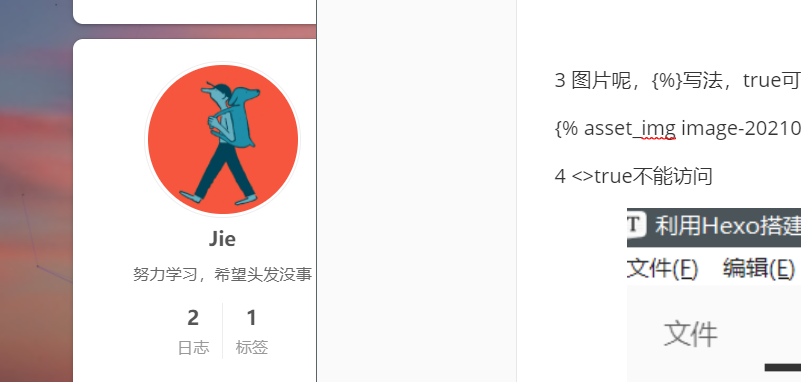 Jie
努力学习，希望头发没事
2 1
日志 标签
3 图片呢，{%}写法，true可
{% asset_img image-20210
4 <>true不能访问
T 利用Hexo搭建
文件(F) 编辑(E)
文件